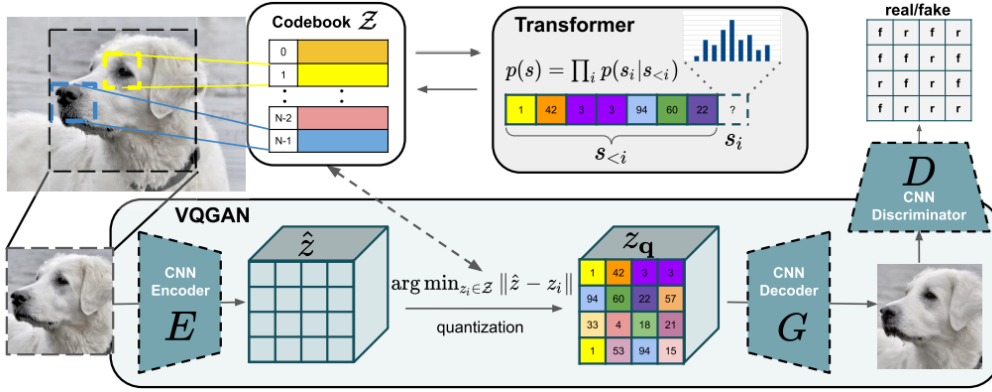 Codebook 𝒵
0
1
N-2
N-1
Transformer
p(s) = ∏ᵢ p(sᵢ|s<ᵢ)
1 42 3 3 94 60 22 ?
s<ᵢ
sᵢ
real/fake
f r f r
f r r r
r r f f
f r r f
D
CNN
Discriminator
VQGAN
CNN
Encoder
E
ẑ
arg min_{zᵢ∈𝒵} ‖ẑ − zᵢ‖
quantization
z_q
1 42 3 3
94 60 22 57
33 4 18 21
1 53 94 15
CNN
Decoder
G